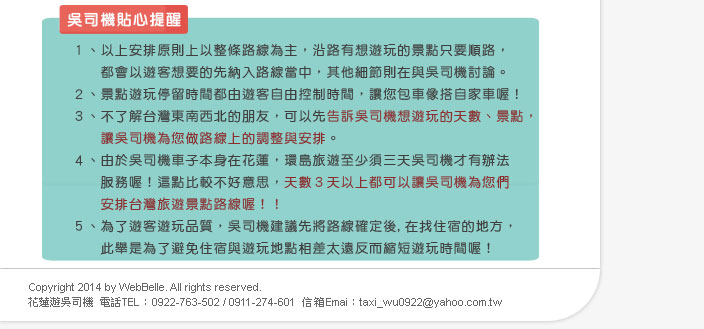 吳司機貼心提醒
1、以上安排原則上以整條路線為主，沿路有想遊玩的景點只要順路，
都會以遊客想要的先納入路線當中，其他細節則在與吳司機討論。
2、景點遊玩停留時間都由遊客自由控制時間，讓您包車像搭自家車喔！
3、不了解台灣東南西北的朋友，可以先告訴吳司機想遊玩的天數、景點，
讓吳司機為您做路線上的調整與安排。
4、由於吳司機車子本身在花蓮，環島旅遊至少須三天吳司機才有辦法
服務喔！這點比較不好意思，天數3天以上都可以讓吳司機為您們
安排台灣旅遊景點路線喔！！
5、為了遊客遊玩品質，吳司機建議先將路線確定後,在找住宿的地方，
此舉是為了避免住宿與遊玩地點相差太遠反而縮短遊玩時間喔！
Copyright 2014 by WebBelle. All rights reserved.
花蓮遊吳司機 電話TEL：0922-763-502 / 0911-274-601 信箱Emai：taxi_wu0922@yahoo.com.tw